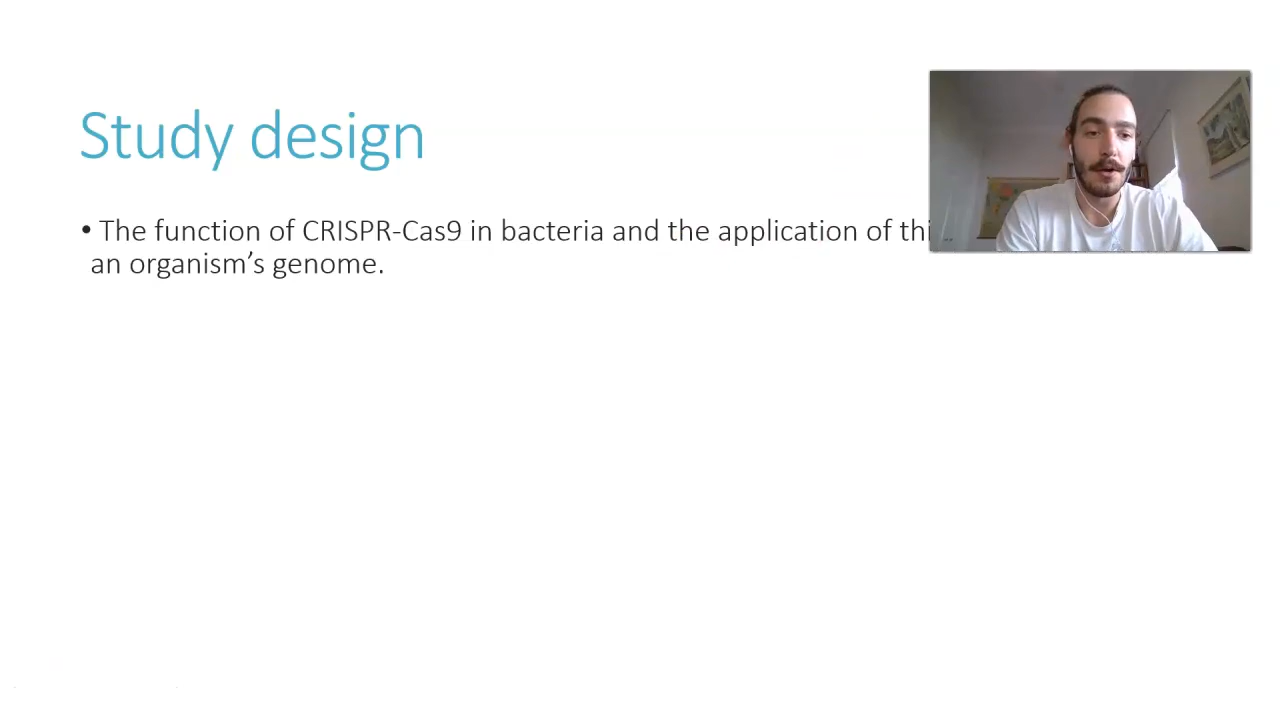 Study design
• The function of CRISPR-Cas9 in bacteria and the application of
an organism’s genome.